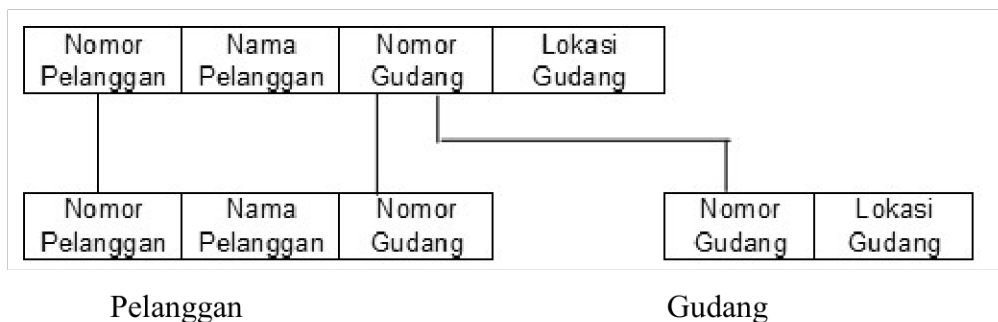 Nomor Nama Nomor Lokasi
Pelanggan Pelanggan Gudang Gudang
Nomor Nama Nomor Nomor Lokasi
Pelanggan Pelanggan Gudang Gudang Gudang
Pelanggan Gudang